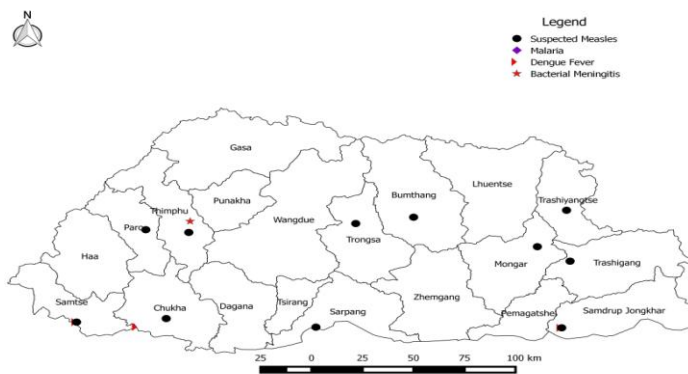 N
Legend
Suspected Measles
Malaria
Dengue Fever
Bacterial Meningitis
Gasa
Punakha
Thimphu
Paro
Haa
Wangdue
Bumthang
Lhuentse
Trashiyangtse
Trongsa
Mongar
Trashigang
Samtse
Chukha
Dagana
Tsirang
Sarpang
Zhemgang
Pemagatshel
Samdrup Jongkhar
25 0 25 50 75 100 km